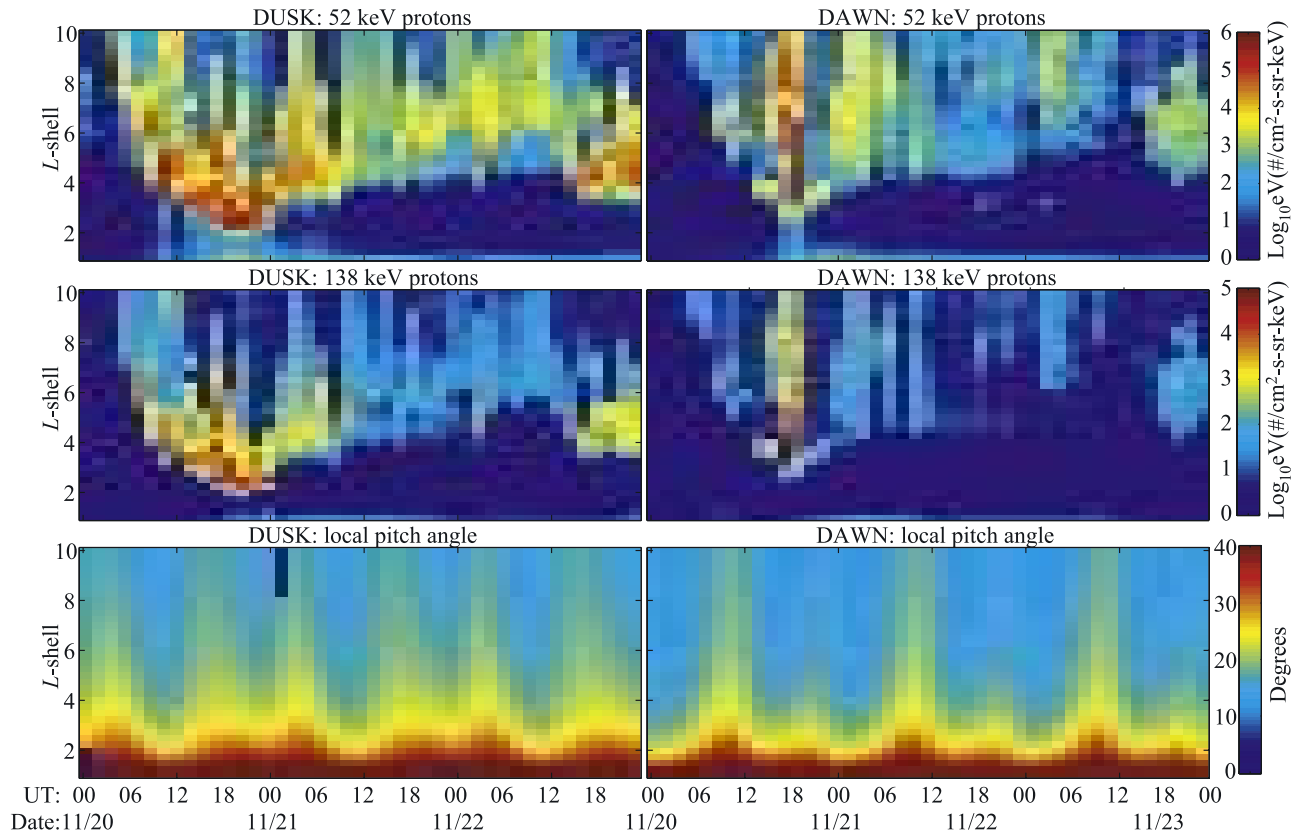 DUSK: 52 keV protons DAWN: 52 keV protons
10 8 6 4 2
L-shell
6 5 4 3 2 1 0
Log10eV(#/cm2-s-sr-keV)
DUSK: 138 keV protons DAWN: 138 keV protons
10 8 6 4 2
L-shell
5 4 3 2 1 0
Log10eV(#/cm2-s-sr-keV)
DUSK: local pitch angle DAWN: local pitch angle
10 8 6 4 2
L-shell
40 30 20 10 0
Degrees
UT: 00 06 12 18 00 06 12 18 00 06 12 18 00 06 12 18 00 06 12 18 00 06 12 18 00
Date:11/20 11/21 11/22 11/20 11/21 11/22 11/23